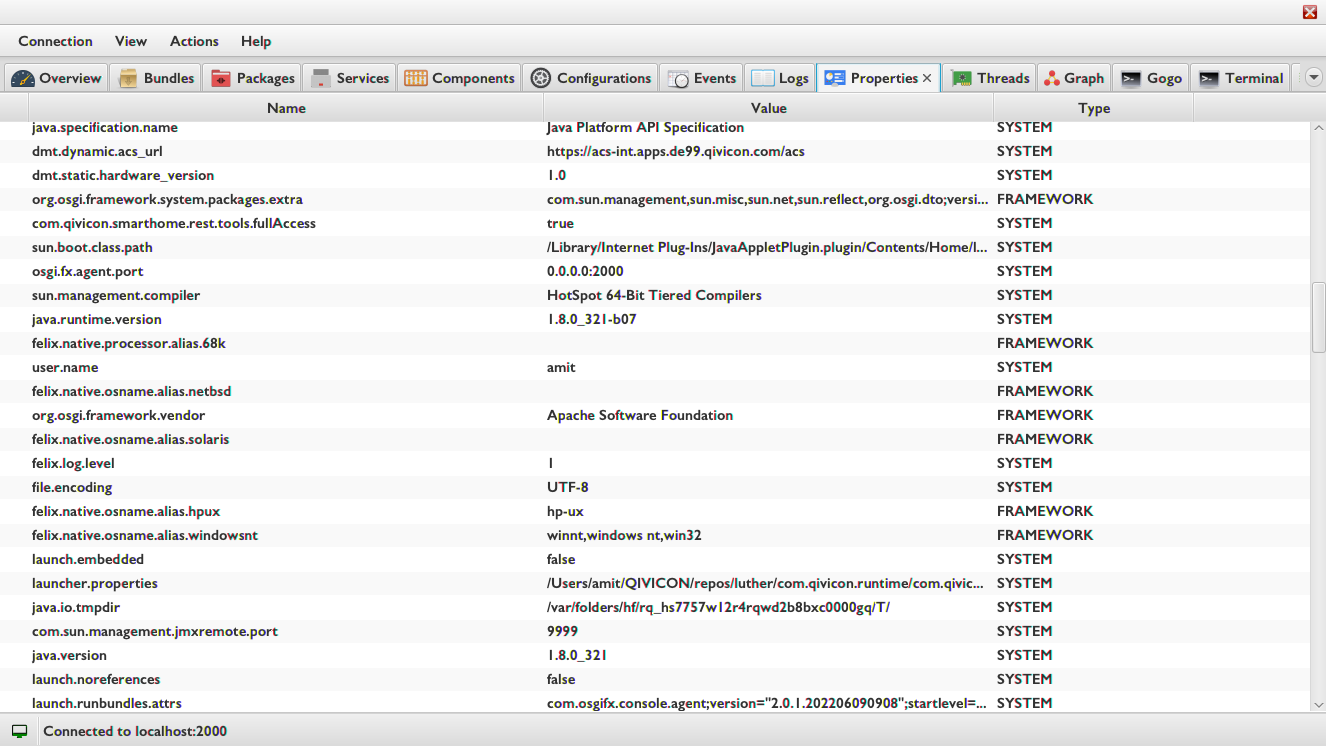 Connection View Actions Help
Overview Bundles Packages Services Components Configurations Events Logs Properties Threads Graph Gogo Terminal
Name Value Type
java.specification.name Java Platform API Specification SYSTEM
dmt.dynamic.acs_url https://acs-int.apps.de99.qivicon.com/acs SYSTEM
dmt.static.hardware_version 1.0 SYSTEM
org.osgi.framework.system.packages.extra com.sun.management,sun.misc,sun.net,sun.reflect,org.osgi.dto;versi... FRAMEWORK
com.qivicon.smarthome.rest.tools.fullAccess true SYSTEM
sun.boot.class.path /Library/Internet Plug-Ins/JavaAppletPlugin.plugin/Contents/Home/l... SYSTEM
osgi.fx.agent.port 0.0.0.0:2000 SYSTEM
sun.management.compiler HotSpot 64-Bit Tiered Compilers SYSTEM
java.runtime.version 1.8.0_321-b07 SYSTEM
felix.native.processor.alias.68k FRAMEWORK
user.name amit SYSTEM
felix.native.osname.alias.netbsd FRAMEWORK
org.osgi.framework.vendor Apache Software Foundation FRAMEWORK
felix.native.osname.alias.solaris FRAMEWORK
felix.log.level 1 SYSTEM
file.encoding UTF-8 SYSTEM
felix.native.osname.alias.hpux hp-ux FRAMEWORK
felix.native.osname.alias.windowsnt winnt,windows nt,win32 FRAMEWORK
launch.embedded false SYSTEM
launcher.properties /Users/amit/QIVICON/repos/luther/com.qivicon.runtime/com.qivic... SYSTEM
java.io.tmpdir /var/folders/hf/rq_hs7757w12r4rqwd2b8bxc0000gq/T/ SYSTEM
com.sun.management.jmxremote.port 9999 SYSTEM
java.version 1.8.0_321 SYSTEM
launch.noreferences false SYSTEM
launch.runbundles.attrs com.osgifx.console.agent;version="2.0.1.202206090908";startlevel=... SYSTEM
Connected to localhost:2000